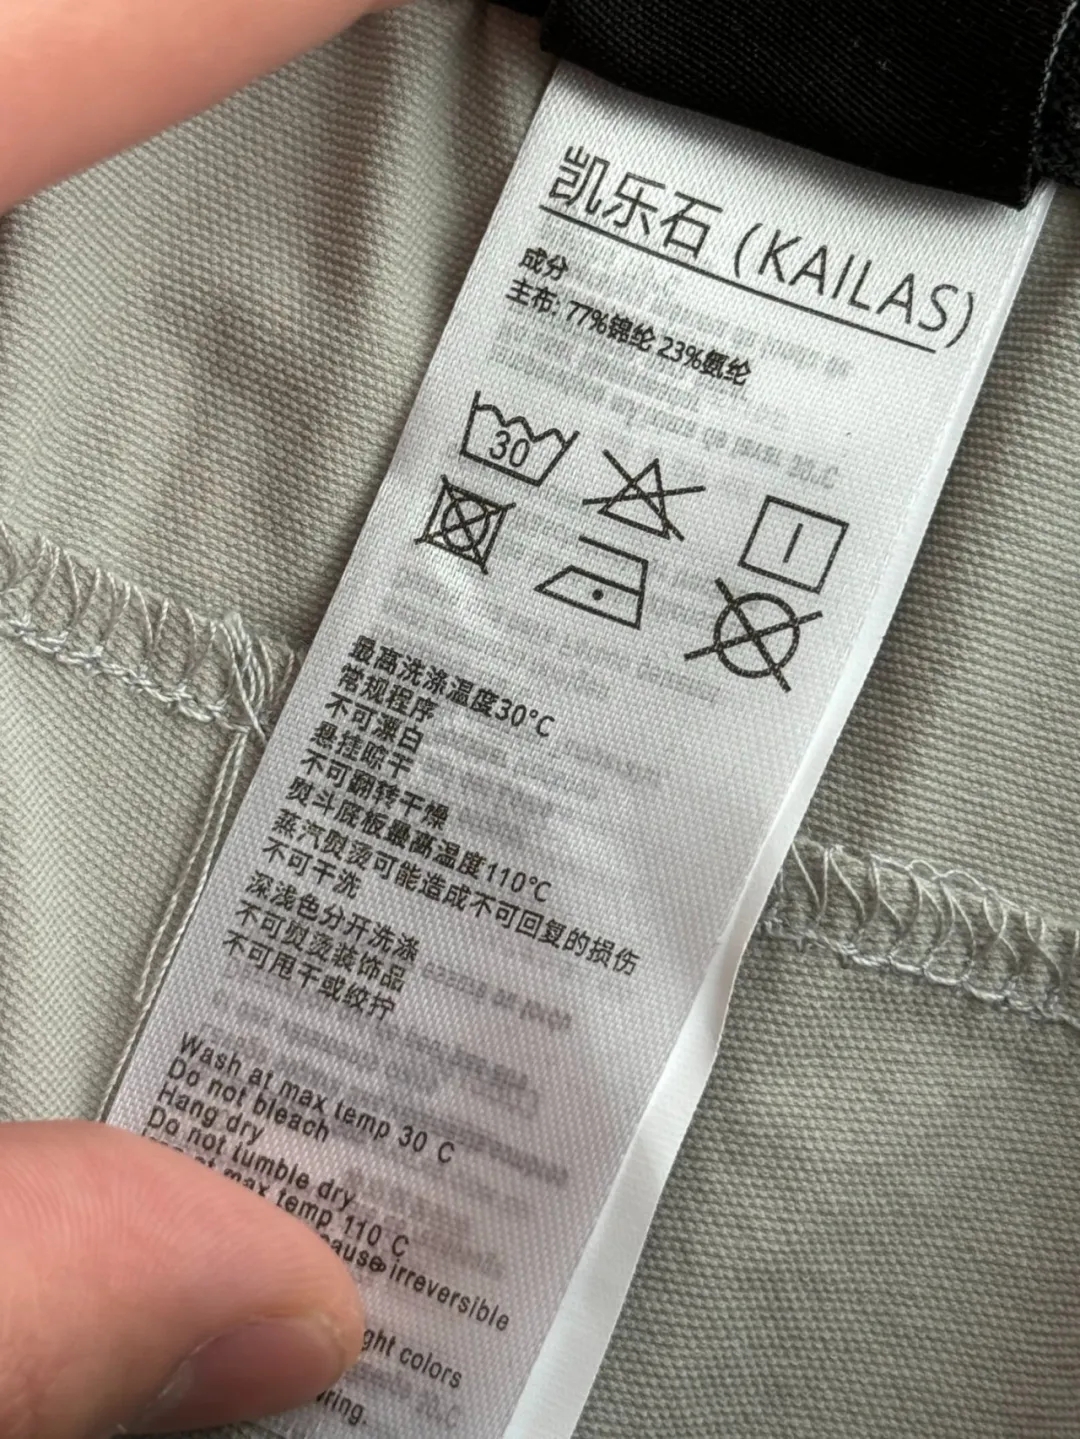 凯乐石 (KAILAS)
成分
主布: 77%锦纶 23%氨纶
30
最高洗涤温度30°C
常规程序
不可漂白
悬挂晾干
不可翻转干燥
熨斗底板最高温度110°C
蒸汽熨烫可能造成不可回复的损伤
不可干洗
深浅色分开洗涤
不可熨烫装饰品
不可甩干或绞拧
Wash at max temp 30 C
Do not bleach
Hang dry
Do not tumble dry
at max temp 110 C
cause irreversible
colors